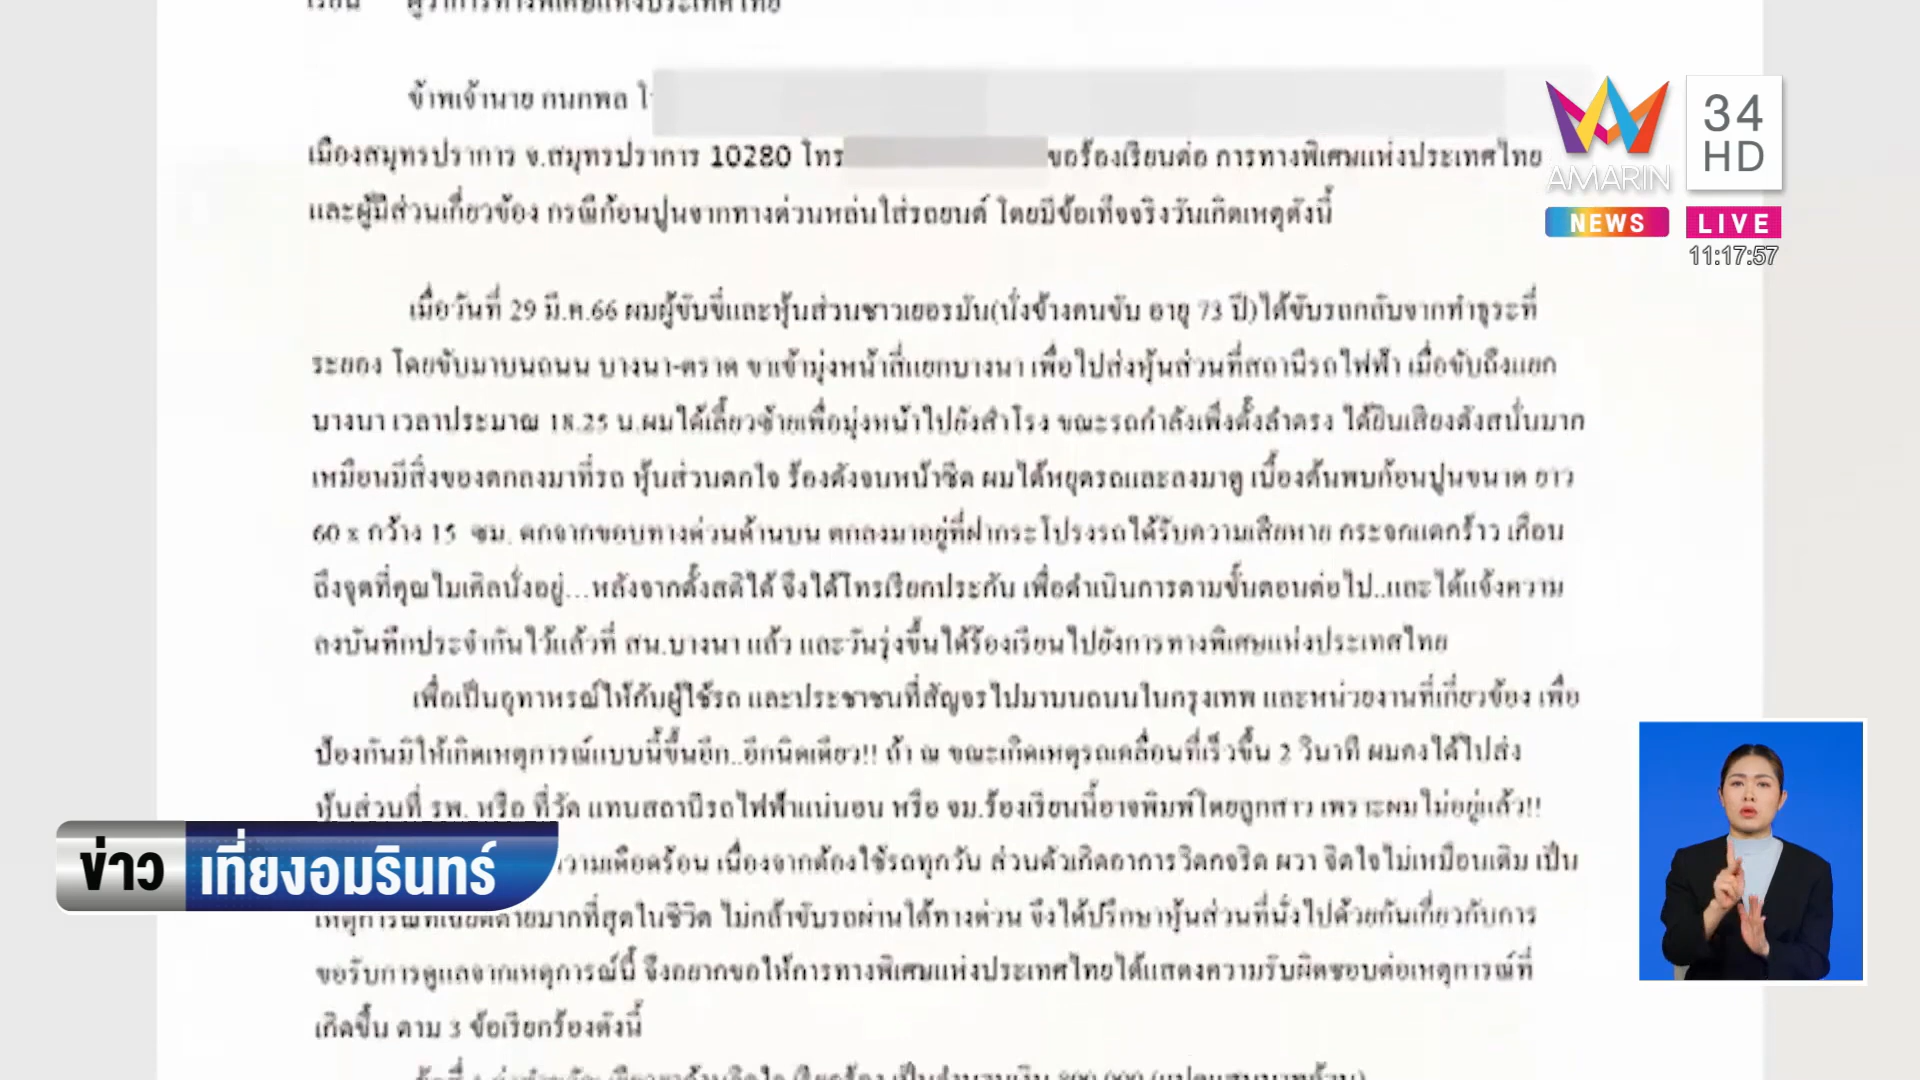 เรียน ผู้ว่าการทางพิเศษแห่งประเทศไทย
ข้าพเจ้านาย กนกพล
เมืองสมุทรปราการ จ.สมุทรปราการ 10280 โทร ขอร้องเรียนต่อ การทางพิเศษแห่งประเทศไทย
และผู้มีส่วนเกี่ยวข้อง กรณีก้อนปูนจากทางด่วนหล่นใส่รถยนต์ โดยมีข้อเท็จจริงวันเกิดเหตุดังนี้
เมื่อวันที่ 29 มี.ค.66 ผมผู้ขับขี่และหุ้นส่วนชาวเยอรมัน(นั่งข้างคนขับ อายุ 73 ปี)ได้ขับรถกลับจากทำธุระที่
ระยอง โดยขับมาบนถนน บางนา-ตราด ขาเข้ามุ่งหน้าสี่แยกบางนา เพื่อไปส่งหุ้นส่วนที่สถานีรถไฟฟ้า เมื่อขับถึงแยก
บางนา เวลาประมาณ 18.25 น.ผมได้เลี้ยวซ้ายเพื่อมุ่งหน้าไปยังสำโรง ขณะรถกำลังเพิ่งตั้งลำตรง ได้ยินเสียงดังสนั่นมาก
เหมือนมีสิ่งของตกลงมาที่รถ หุ้นส่วนตกใจ ร้องดังจนหน้าซีด ผมได้หยุดรถและลงมาดู เบื้องต้นพบก้อนปูนขนาด ยาว
60 x กว้าง 15 ซม. ตกจากขอบทางด่วนด้านบน ตกลงมาอยู่ที่ฝากระโปรงรถได้รับความเสียหาย กระจกแตกร้าว เกือบ
ถึงจุดที่คุณไมเคิลนั่งอยู่...หลังจากตั้งสติได้ จึงได้โทรเรียกประกัน เพื่อดำเนินการตามขั้นตอนต่อไป..และได้แจ้งความ
ลงบันทึกประจำวันไว้แล้วที่ สน.บางนา แล้ว และวันรุ่งขึ้นได้ร้องเรียนไปยังการทางพิเศษแห่งประเทศไทย
เพื่อเป็นอุทาหรณ์ให้กับผู้ใช้รถ และประชาชนที่สัญจรไปมาบนถนนในกรุงเทพ และหน่วยงานที่เกี่ยวข้อง เพื่อ
ป้องกันมิให้เกิดเหตุการณ์แบบนี้ขึ้นอีก..อีกนิดเดียว!! ถ้า ณ ขณะเกิดเหตุรถเคลื่อนที่เร็วขึ้น 2 วินาที ผมคงได้ไปส่ง
หุ้นส่วนที่ รพ. หรือ ที่วัด แทนสถานีรถไฟฟ้าแน่นอน หรือ จม.ร้องเรียนนี้อาจพิมพ์โดยลูกสาว เพราะผมไม่อยู่แล้ว!!
ความเดือดร้อน เนื่องจากต้องใช้รถทุกวัน ส่วนตัวเกิดอาการวิตกจริต ผวา จิตใจไม่เหมือนเดิม เป็น
เหตุการณ์ที่เฉียดตายมากที่สุดในชีวิต ไม่กล้าขับรถผ่านใต้ทางด่วน จึงได้ปรึกษาหุ้นส่วนที่นั่งไปด้วยกันเกี่ยวกับการ
ขอรับการดูแลจากเหตุการณ์นี้ จึงอยากขอให้การทางพิเศษแห่งประเทศไทยได้แสดงความรับผิดชอบต่อเหตุการณ์ที่
เกิดขึ้น ตาม 3 ข้อเรียกร้องดังนี้
AMARIN
34
HD
NEWS
LIVE
11:17:57
ข่าว เที่ยงอมรินทร์